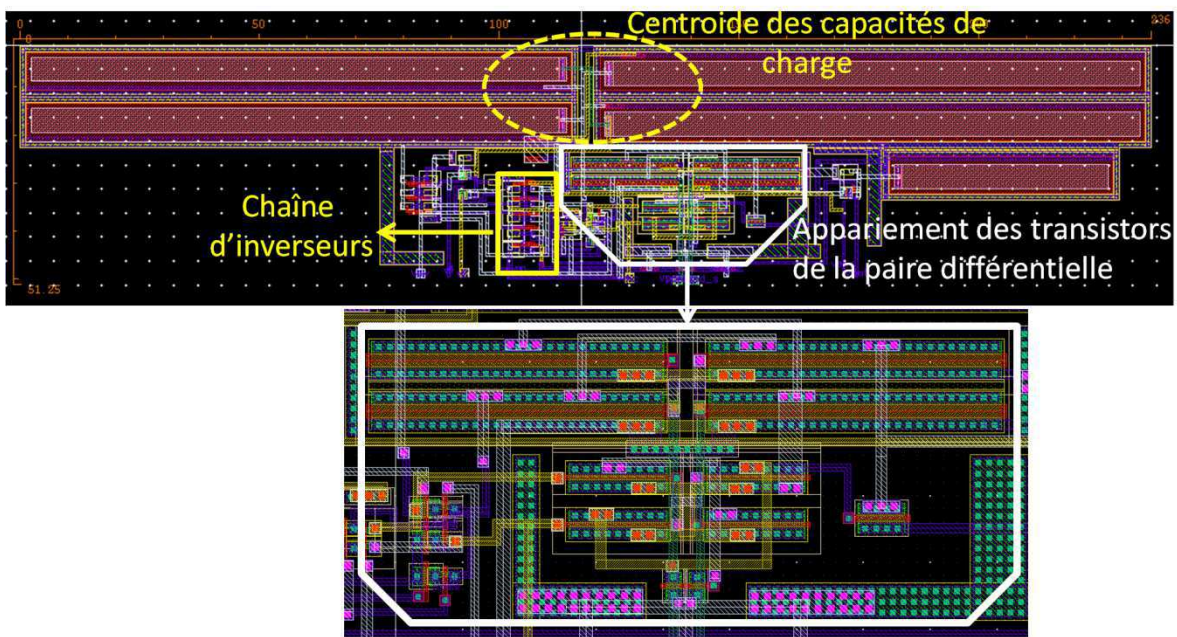 0
50
100
236
Centroide des capacités de
charge
Chaîne
d'inverseurs
Appariement des transistors
de la paire différentielle
51.25